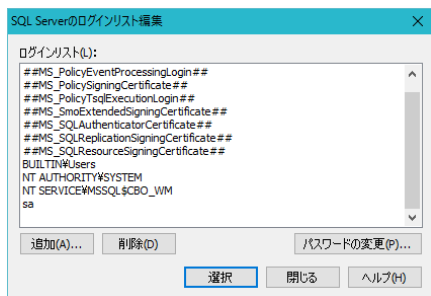 SQL Serverのログインリスト編集
ログインリスト(L):
##MS_PolicyEventProcessingLogin##
##MS_PolicySigningCertificate##
##MS_PolicyTsqlExecutionLogin##
##MS_SmoExtendedSigningCertificate##
##MS_SQLAuthenticatorCertificate##
##MS_SQLReplicationSigningCertificate##
##MS_SQLResourceSigningCertificate##
BUILTIN¥Users
NT AUTHORITY¥SYSTEM
NT SERVICE¥MSSQL$CBO_WM
sa
追加(A)... 削除(D) パスワードの変更(P)...
選択 閉じる ヘルプ(H)